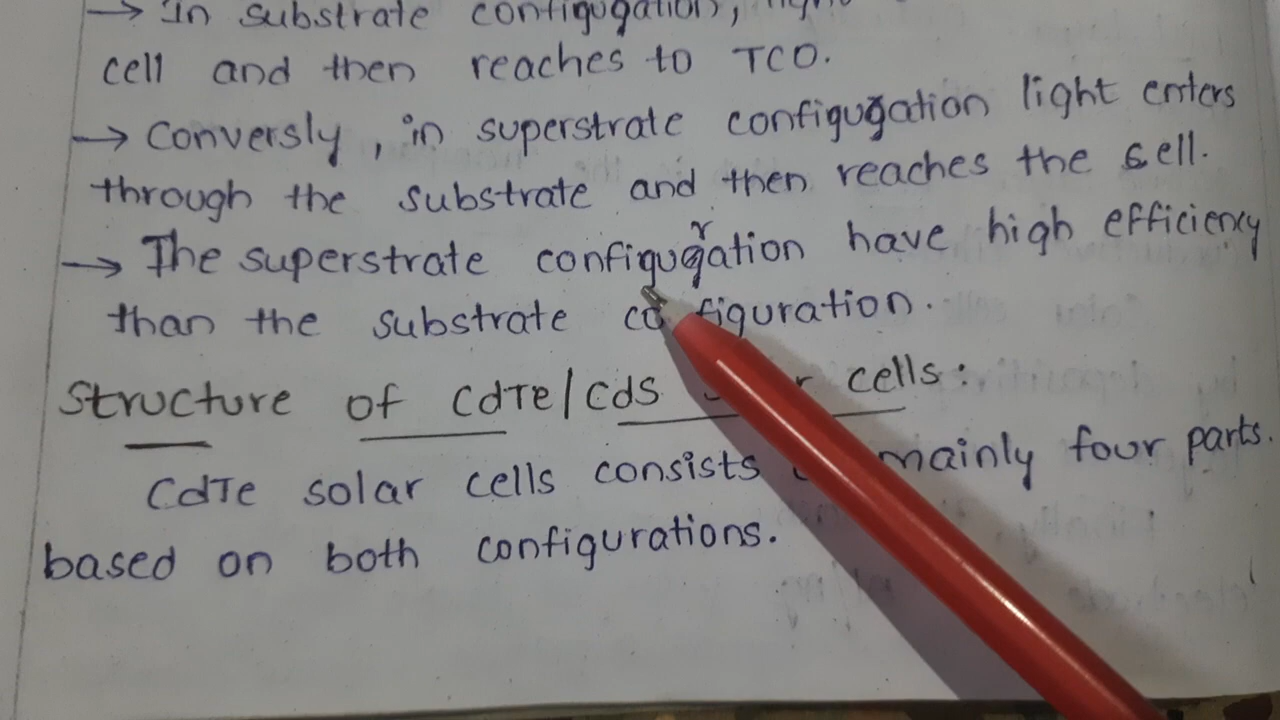 → In substrate configugation,
cell and then reaches to TCO.
→ Conversly, in superstrate configugation light enters
through the substrate and then reaches the cell.
→ The superstrate configuration have high efficiency
than the substrate configuration.
Structure of CdTe/Cds cells:
CdTe solar cells consists mainly four parts.
based on both configurations.